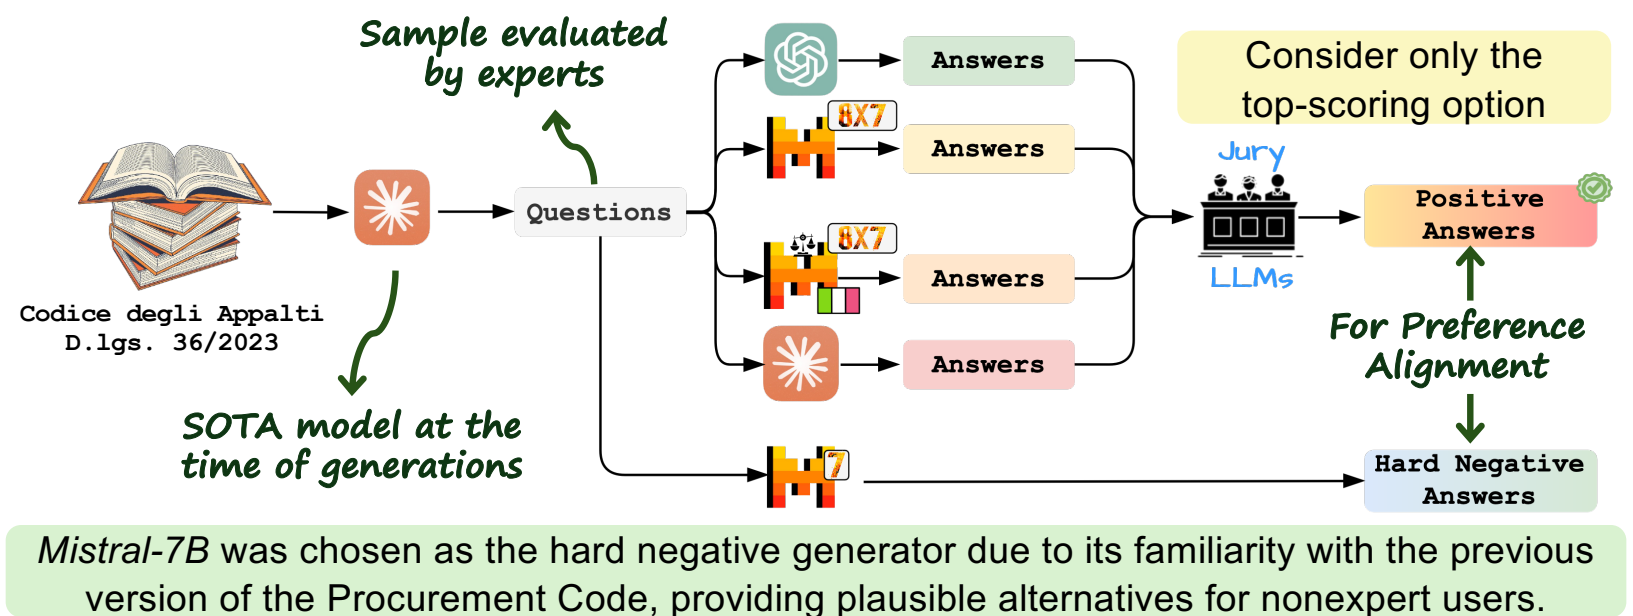 Sample evaluated
by experts
Consider only the
top-scoring option
Answers
8X7
Answers
Jury
LLMs
Questions
Positive
Answers
8X7
Answers
Codice degli Appalti
D.lgs. 36/2023
Answers
For Preference
Alignment
SOTA model at the
time of generations
7
Hard Negative
Answers
Mistral-7B was chosen as the hard negative generator due to its familiarity with the previous
version of the Procurement Code, providing plausible alternatives for nonexpert users.